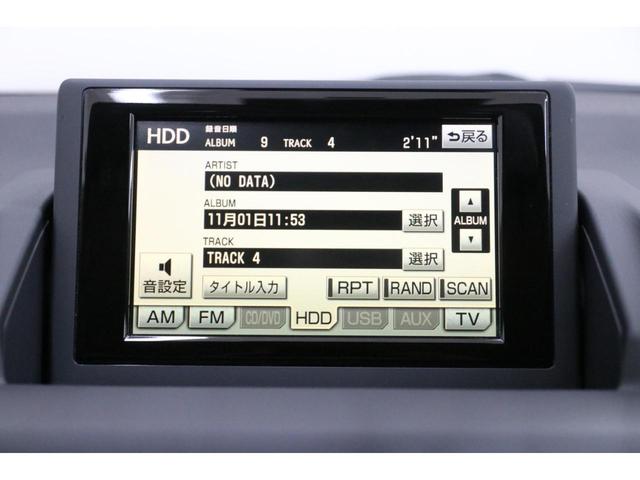 HDD 録音日順
ALBUM 9 TRACK 4 2'11" 戻る
ARTIST
(NO DATA)
ALBUM
11月01日11:53 選択
ALBUM
TRACK
TRACK 4 選択
音設定 タイトル入力 RPT RAND SCAN
AM FM CD/DVD HDD USB AUX TV